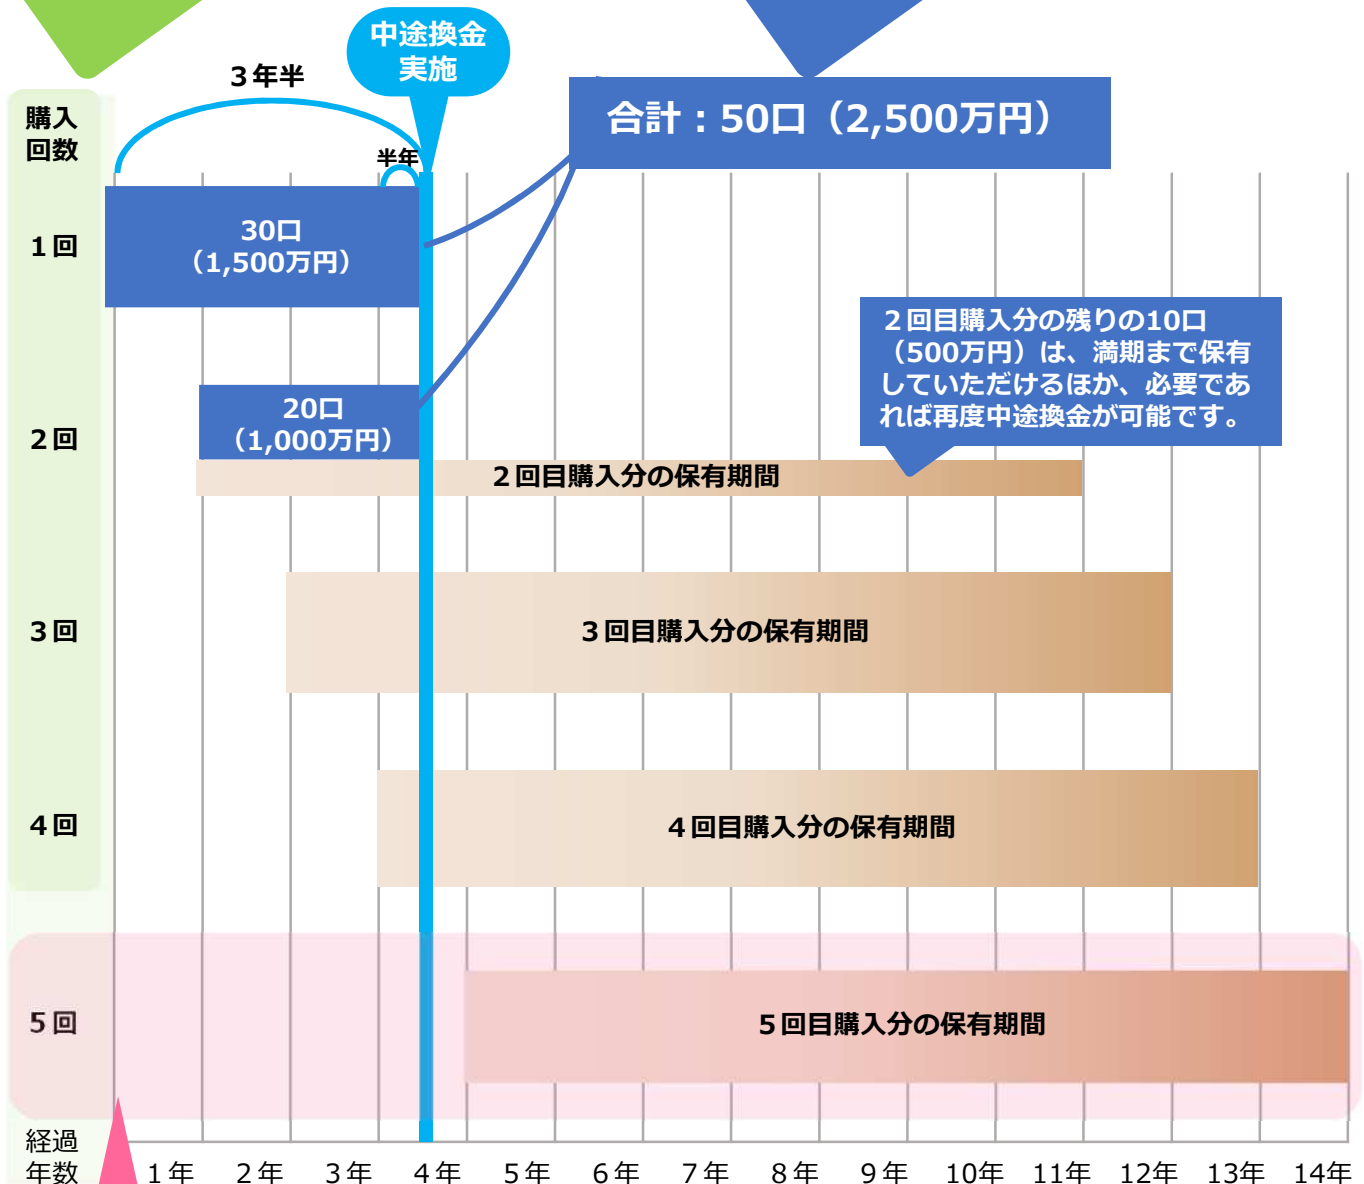 中途換金
実施
3年半
合計：50口（2,500万円）
購入
回数
半年
1回
30口
（1,500万円）
2回目購入分の残りの10口
（500万円）は、満期まで保有
していただけるほか、必要であ
れば再度中途換金が可能です。
2回
20口
（1,000万円）
2回目購入分の保有期間
3回
3回目購入分の保有期間
4回
4回目購入分の保有期間
5回
5回目購入分の保有期間
経過
年数
1年 2年 3年 4年 5年 6年 7年 8年 9年 10年 11年 12年 13年 14年